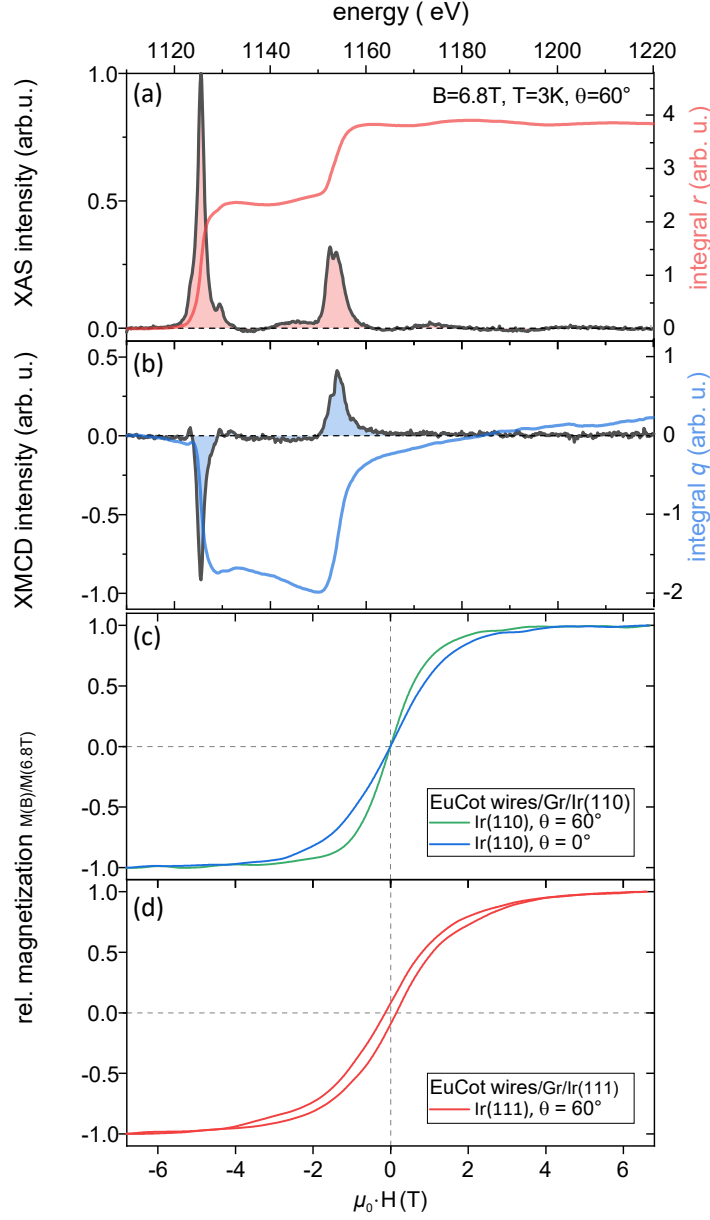 energy ( eV)
1120 1140 1160 1180 1200 1220
(a)
B=6.8T, T=3K, θ=60°
XAS intensity (arb.u.)
1.0
0.5
0.0
4
3
2
1
0
integral r (arb. u.)
(b)
XMCD intensity (arb. u.)
0.5
0.0
-0.5
-1.0
1
0
-1
-2
integral q (arb. u.)
rel. magnetization M(B)/M(6.8T)
(c)
1.0
0.5
0.0
-0.5
-1.0
EuCot wires/Gr/Ir(110)
Ir(110), θ = 60°
Ir(110), θ = 0°
(d)
1.0
0.5
0.0
-0.5
-1.0
EuCot wires/Gr/Ir(111)
Ir(111), θ = 60°
-6 -4 -2 0 2 4 6
μ₀·H (T)